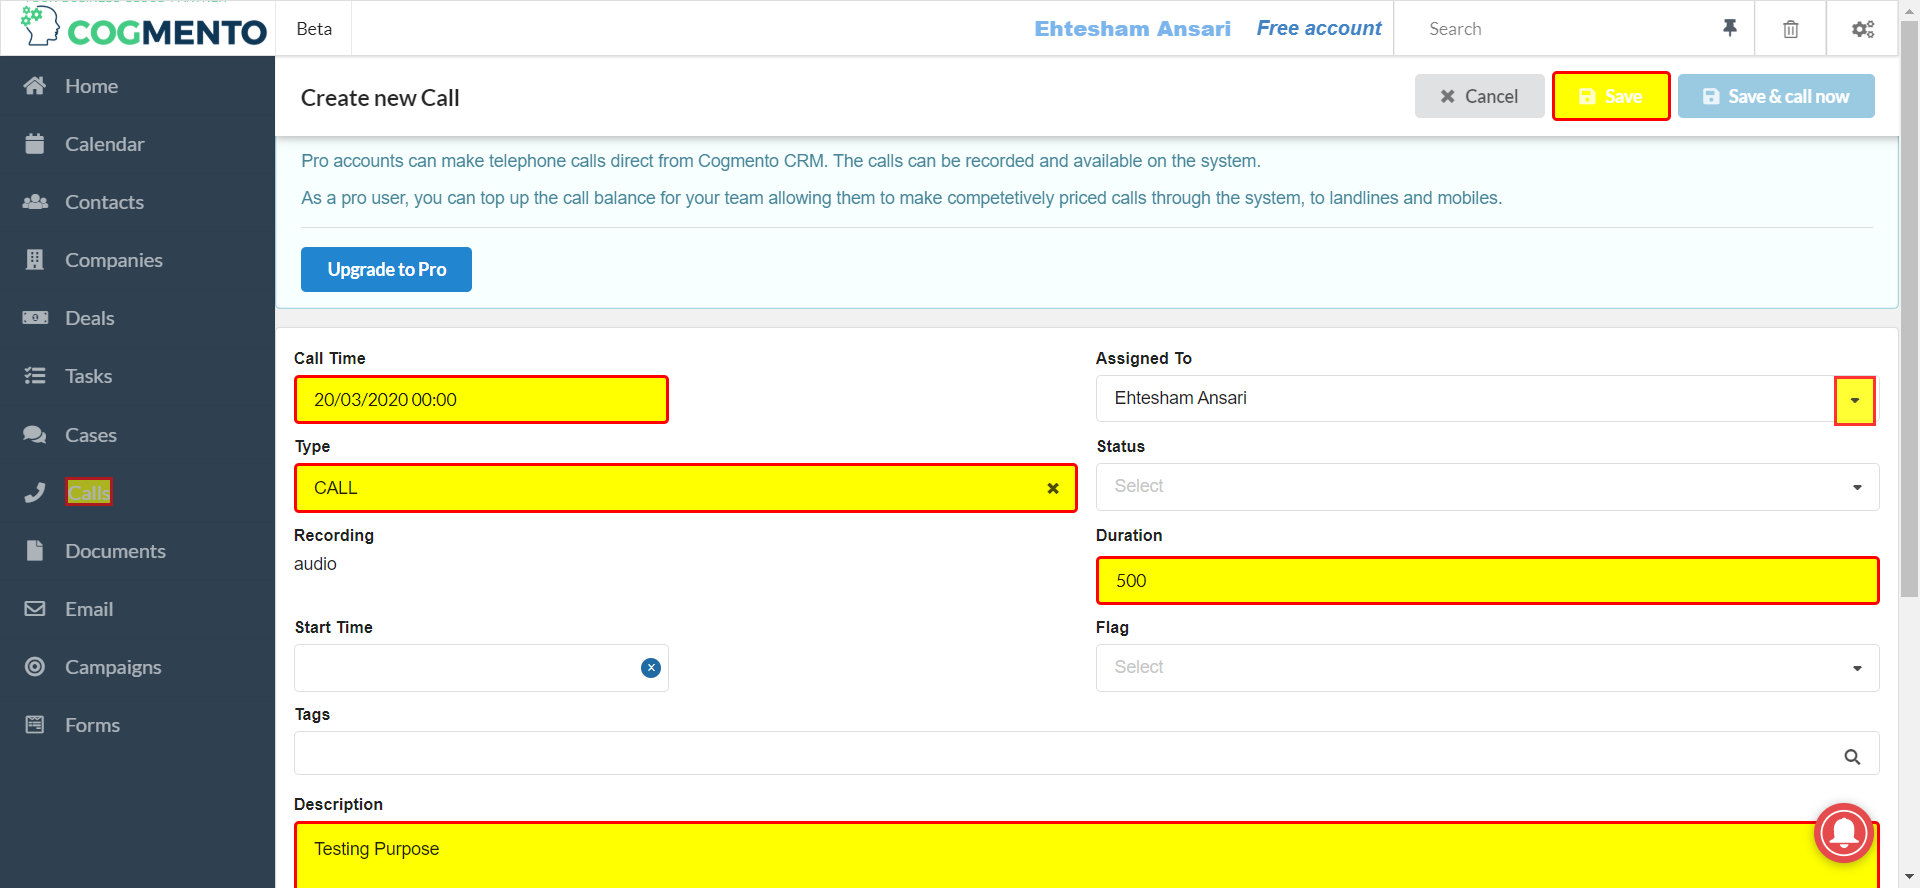 COGMENTO
Beta
Ehtesham Ansari
Free account
Search
Home
Calendar
Contacts
Companies
Deals
Tasks
Cases
Calls
Documents
Email
Campaigns
Forms
Create new Call
Cancel
Save
Save & call now
Pro accounts can make telephone calls direct from Cogmento CRM. The calls can be recorded and available on the system.
As a pro user, you can top up the call balance for your team allowing them to make competetively priced calls through the system, to landlines and mobiles.
Upgrade to Pro
Call Time
20/03/2020 00:00
Assigned To
Ehtesham Ansari
Type
CALL
Status
Select
Recording
audio
Duration
500
Start Time
Flag
Select
Tags
Description
Testing Purpose